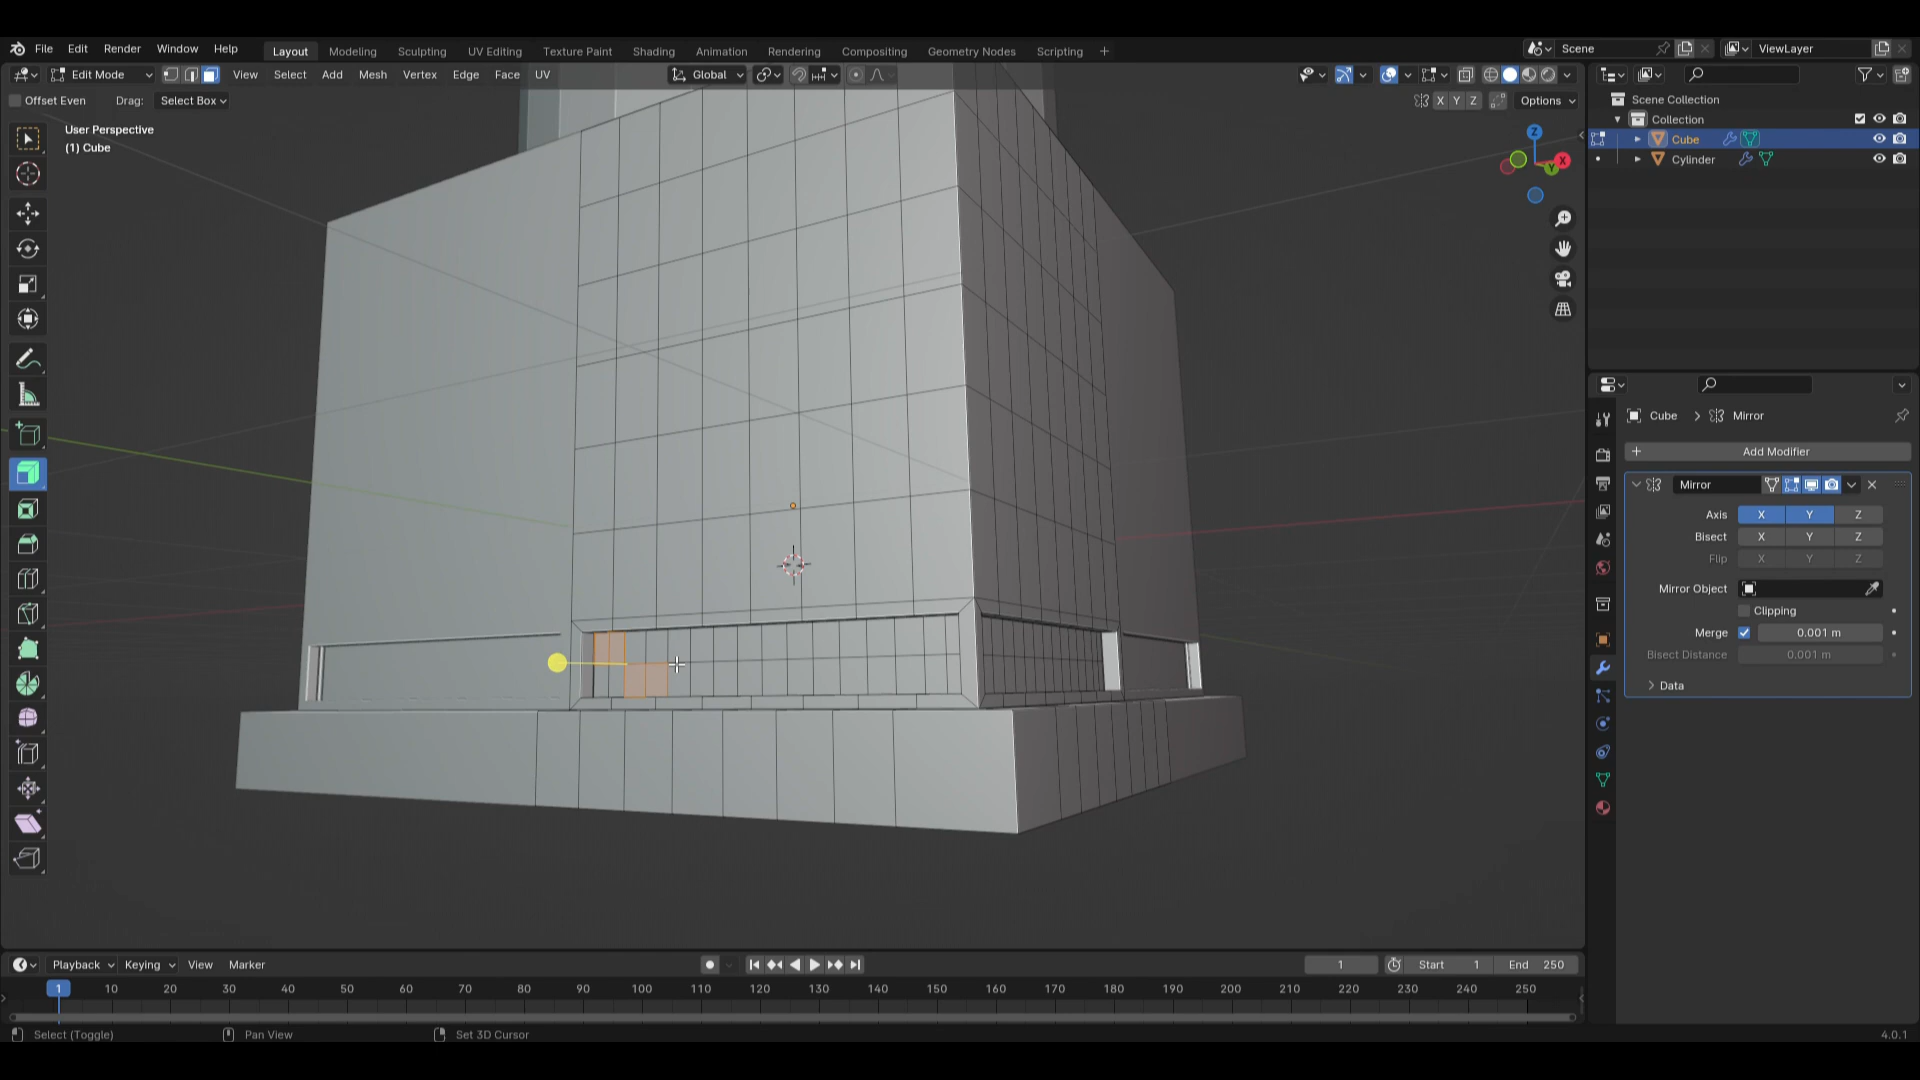 File Edit Render Window Help Layout Modeling Sculpting UV Editing Texture Paint Shading Animation Rendering Compositing Geometry Nodes Scripting + Scene ViewLayer
Edit Mode View Select Add Mesh Vertex Edge Face UV Global
Offset Even Drag: Select Box X Y Z Options
User Perspective
(1) Cube
Z
X
Y
Scene Collection
Collection
Cube
Cylinder
Cube > Mirror
+ Add Modifier
Mirror
Axis X Y Z
Bisect X Y Z
Flip X Y Z
Mirror Object
Clipping
Merge 0.001 m
Bisect Distance 0.001 m
Data
Playback Keying View Marker 1 Start 1 End 250
1 10 20 30 40 50 60 70 80 90 100 110 120 130 140 150 160 170 180 190 200 210 220 230 240 250
Select (Toggle) Pan View Set 3D Cursor 4.0.1